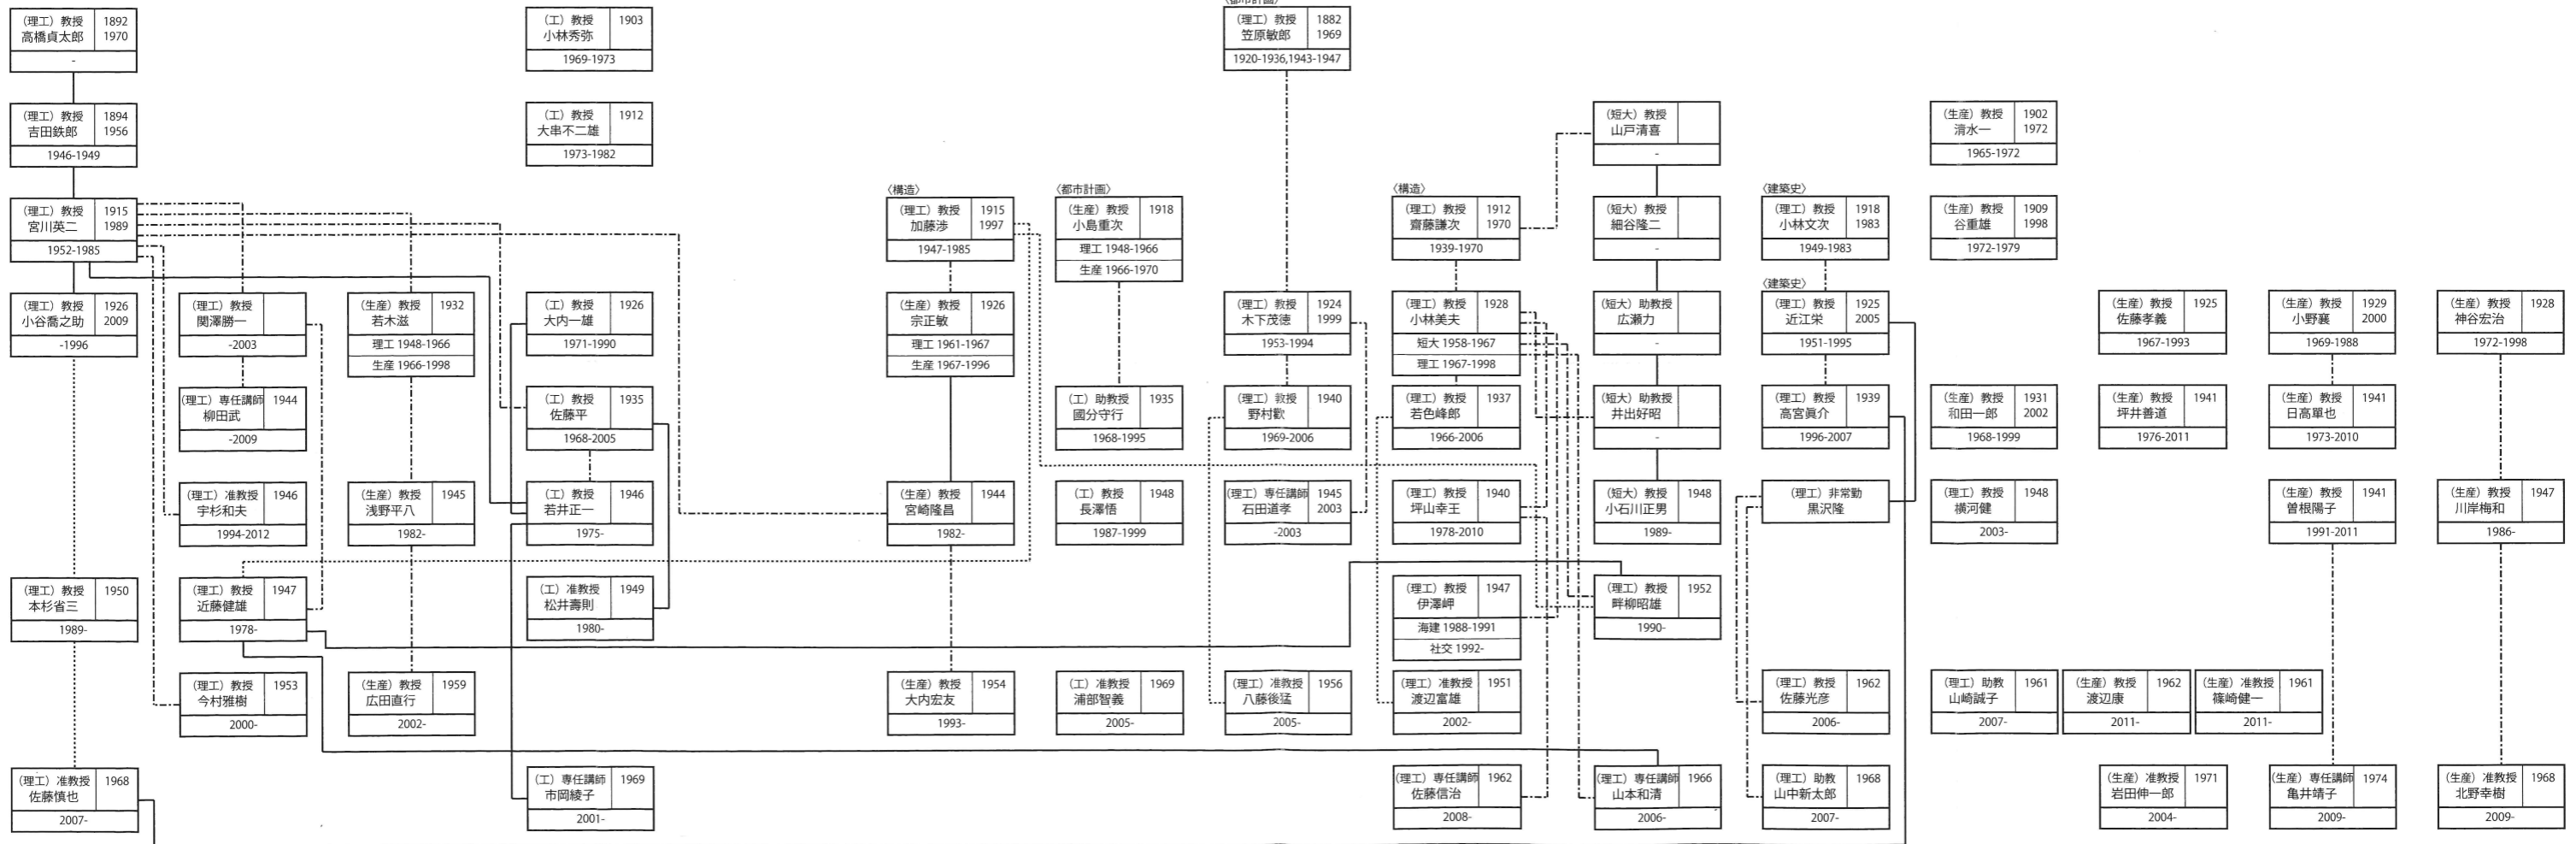 （理工）教授 1892
高橋貞太郎 1970
-
（工）教授 1903
小林秀弥
1969-1973
〈都市計画〉
（理工）教授 1882
笠原敏郎 1969
1920-1936,1943-1947
（理工）教授 1894
吉田鉄郎 1956
1946-1949
（工）教授 1912
大串不二雄
1973-1982
（短大）教授
山戸清喜
-
（生産）教授 1902
清水一 1972
1965-1972
（理工）教授 1915
宮川英二 1989
1952-1985
〈構造〉
（理工）教授 1915
加藤渉 1997
1947-1985
〈都市計画〉
（生産）教授 1918
小島重次
理工 1948-1966
生産 1966-1970
〈構造〉
（理工）教授 1912
齋藤謙次 1970
1939-1970
（短大）教授
細谷隆二
-
〈建築史〉
（理工）教授 1918
小林文次 1983
1949-1983
（生産）教授 1909
谷重雄 1998
1972-1979
（理工）教授 1926
小谷喬之助 2009
-1996
（理工）教授
関澤勝一
-2003
（生産）教授 1932
若木滋
理工 1948-1966
生産 1966-1998
（工）教授 1926
大内一雄
1971-1990
（生産）教授 1926
宗正敏
理工 1961-1967
生産 1967-1996
（理工）教授 1924
木下茂徳 1999
1953-1994
（理工）教授 1928
小林美夫
短大 1958-1967
理工 1967-1998
（短大）助教授
広瀬力
-
〈建築史〉
（理工）教授 1925
近江栄 2005
1951-1995
（生産）教授 1925
佐藤孝義
1967-1993
（生産）教授 1929
小野襄 2000
1969-1988
（生産）教授 1928
神谷宏治
1972-1998
（理工）専任講師 1944
柳田武
-2009
（工）教授 1935
佐藤平
1968-2005
（工）助教授 1935
國分守行
1968-1995
（理工）教授 1940
野村歡
1969-2006
（理工）教授 1937
若色峰郎
1966-2006
（短大）助教授
井出好昭
-
（理工）教授 1939
高宮眞介
1996-2007
（生産）教授 1931
和田一郎 2002
1968-1999
（生産）教授 1941
坪井善道
1976-2011
（生産）教授 1941
日高單也
1973-2010
（理工）准教授 1946
宇杉和夫
1994-2012
（生産）教授 1945
浅野平八
1982-
（工）教授 1946
若井正一
1975-
（生産）教授 1944
宮崎隆昌
1982-
（工）教授 1948
長澤悟
1987-1999
（理工）専任講師 1945
石田道孝 2003
-2003
（理工）教授 1940
坪山幸王
1978-2010
（短大）教授 1948
小石川正男
1989-
（理工）非常勤
黒沢隆
（理工）教授 1948
横河健
2003-
（生産）教授 1941
曽根陽子
1991-2011
（生産）教授 1947
川岸梅和
1986-
（理工）教授 1950
本杉省三
1989-
（理工）教授 1947
近藤健雄
1978-
（工）准教授 1949
松井壽則
1980-
（理工）教授 1947
伊澤岬
海建 1988-1991
社交 1992-
（理工）教授 1952
畔柳昭雄
1990-
（理工）教授 1953
今村雅樹
2000-
（生産）教授 1959
広田直行
2002-
（生産）教授 1954
大内宏友
1993-
（工）准教授 1969
浦部智義
2005-
（理工）准教授 1956
八藤後猛
2005-
（理工）准教授 1951
渡辺富雄
2002-
（理工）教授 1962
佐藤光彦
2006-
（理工）助教 1961
山崎誠子
2007-
（生産）教授 1962
渡辺康
2011-
（生産）准教授 1961
篠崎健一
2011-
（理工）准教授 1968
佐藤慎也
2007-
（工）専任講師 1969
市岡綾子
2001-
（理工）専任講師 1962
佐藤信治
2008-
（理工）専任講師 1966
山本和清
2006-
（理工）助教 1968
山中新太郎
2007-
（生産）准教授 1971
岩田伸一郎
2004-
（生産）専任講師 1974
亀井靖子
2009-
（生産）准教授 1968
北野幸樹
2009-